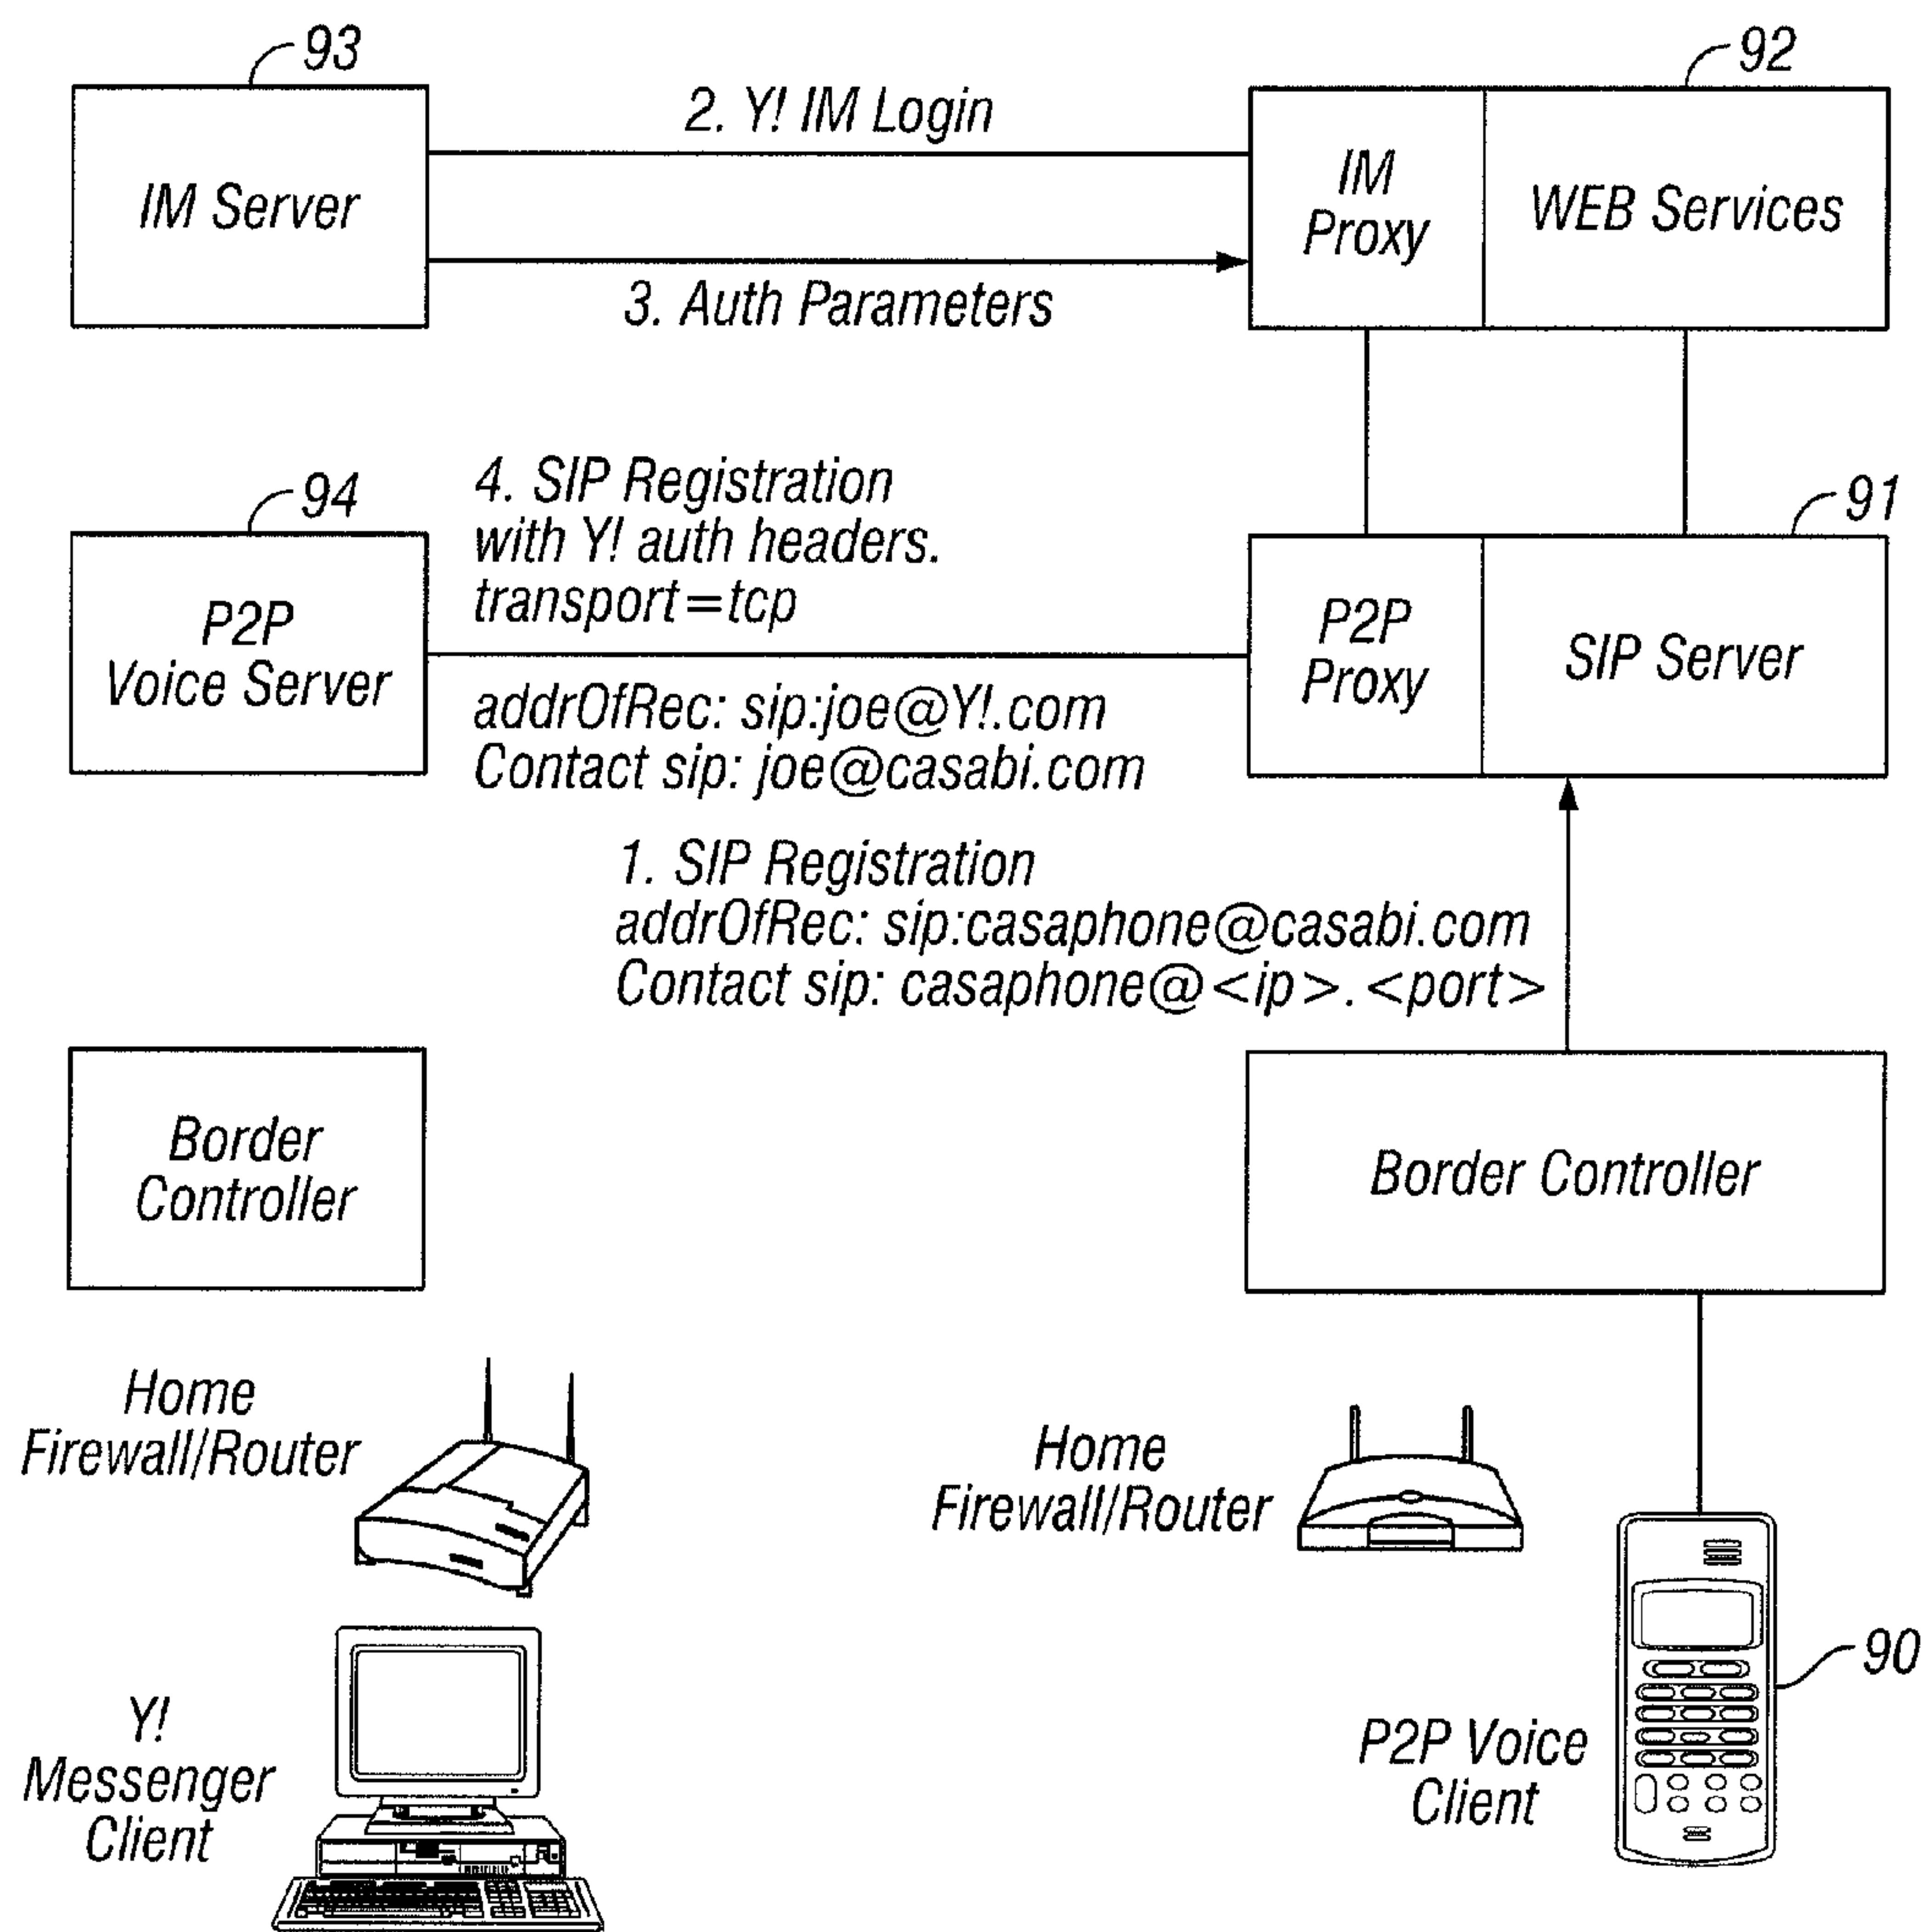 93
92
2. Y! IM Login
IM Server
IM
Proxy
WEB Services
3. Auth Parameters
94
4. SIP Registration
with Y! auth headers.
transport=tcp
91
P2P
Voice Server
P2P
Proxy
SIP Server
addrOfRec: sip:joe@Y!.com
Contact sip: joe@casabi.com
1. SIP Registration
addrOfRec: sip:casaphone@casabi.com
Contact sip: casaphone@<ip>.<port>
Border
Controller
Border Controller
Home
Firewall/Router
Home
Firewall/Router
90
Y!
Messenger
Client
P2P Voice
Client